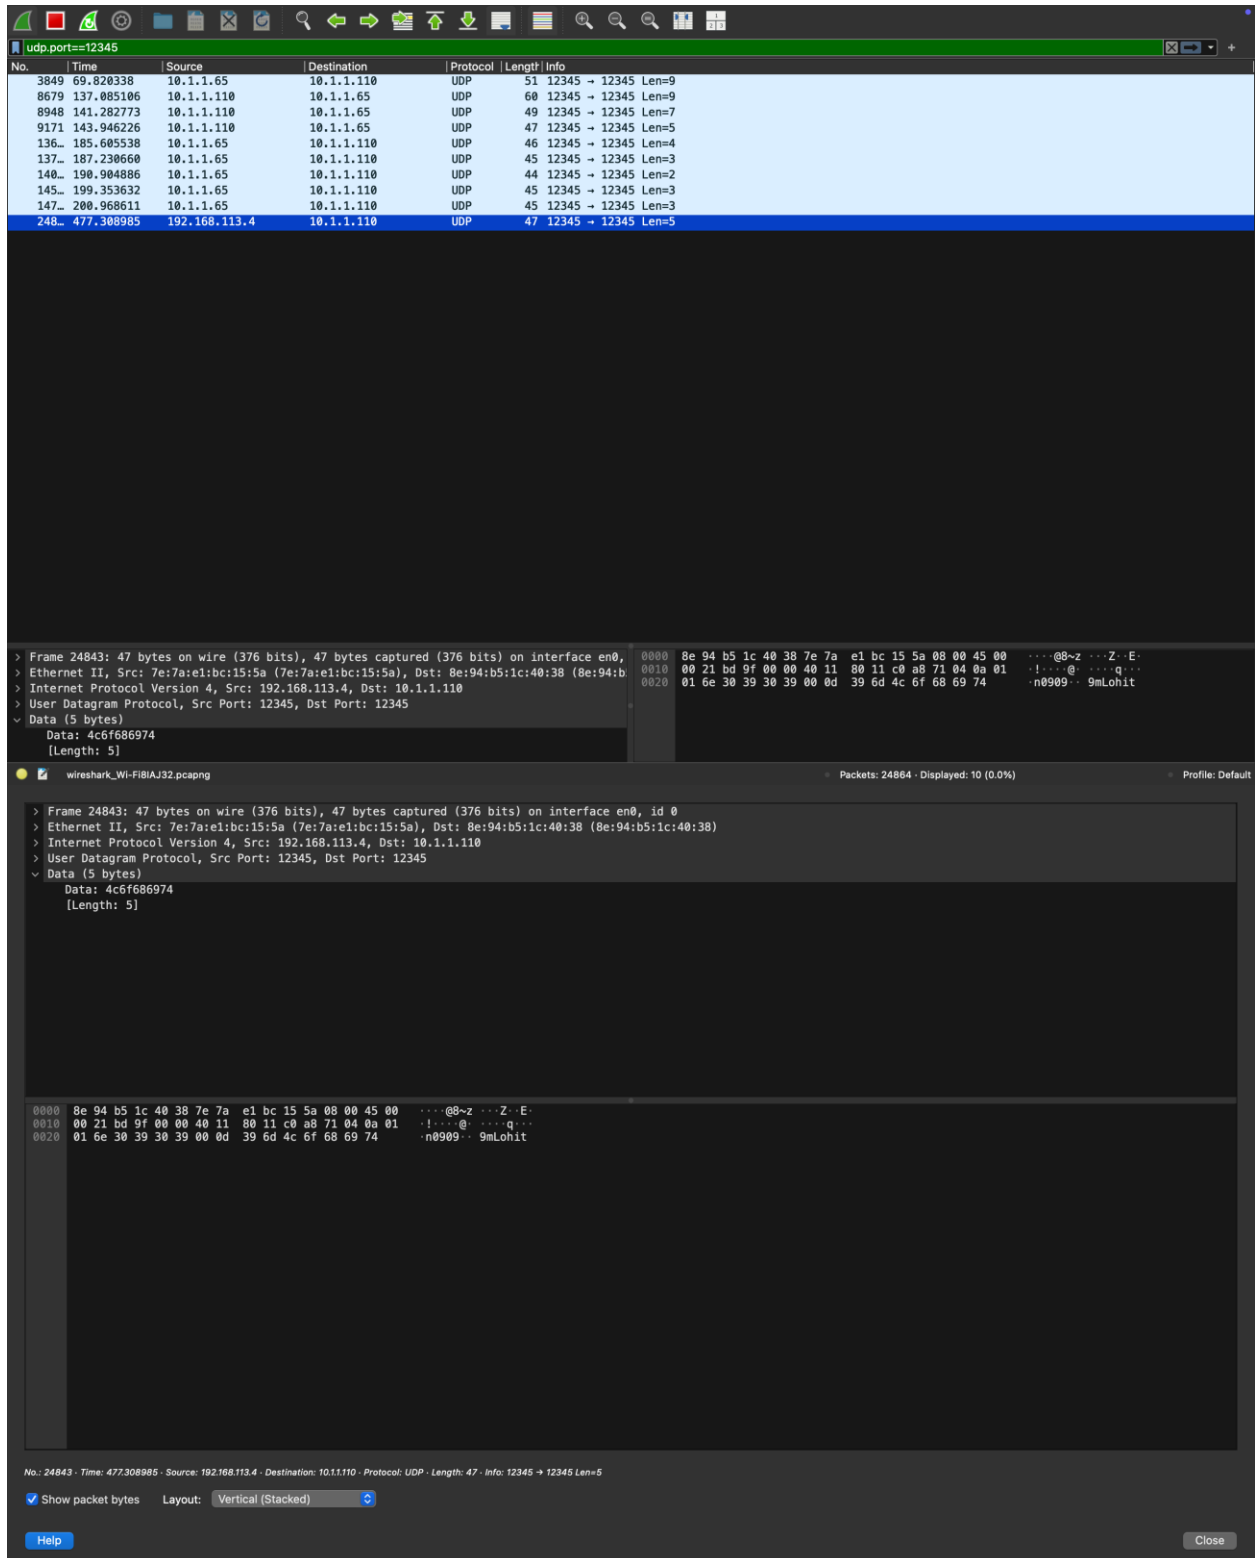 udp.port==12345
No. Time Source Destination Protocol Length Info
3849 69.820338 10.1.1.65 10.1.1.110 UDP 51 12345 → 12345 Len=9
8679 137.085106 10.1.1.110 10.1.1.65 UDP 60 12345 → 12345 Len=9
8948 141.282773 10.1.1.110 10.1.1.65 UDP 49 12345 → 12345 Len=7
9171 143.946226 10.1.1.110 10.1.1.65 UDP 47 12345 → 12345 Len=5
136… 185.605538 10.1.1.65 10.1.1.110 UDP 46 12345 → 12345 Len=4
137… 187.230660 10.1.1.65 10.1.1.110 UDP 45 12345 → 12345 Len=3
140… 190.904886 10.1.1.65 10.1.1.110 UDP 44 12345 → 12345 Len=2
145… 199.353632 10.1.1.65 10.1.1.110 UDP 45 12345 → 12345 Len=3
147… 200.968611 10.1.1.65 10.1.1.110 UDP 45 12345 → 12345 Len=3
248… 477.308985 192.168.113.4 10.1.1.110 UDP 47 12345 → 12345 Len=5
> Frame 24843: 47 bytes on wire (376 bits), 47 bytes captured (376 bits) on interface en0,
> Ethernet II, Src: 7e:7a:e1:bc:15:5a (7e:7a:e1:bc:15:5a), Dst: 8e:94:b5:1c:40:38 (8e:94:b
> Internet Protocol Version 4, Src: 192.168.113.4, Dst: 10.1.1.110
> User Datagram Protocol, Src Port: 12345, Dst Port: 12345
Data (5 bytes)
Data: 4c6f686974
[Length: 5]
0000 8e 94 b5 1c 40 38 7e 7a e1 bc 15 5a 08 00 45 00 ····@8~z ···Z··E·
0010 00 21 bd 9f 00 00 40 11 80 11 c0 a8 71 04 0a 01 ·!····@· ····q···
0020 01 6e 30 39 30 39 00 0d 39 6d 4c 6f 68 69 74 ·n0909·· 9mLohit
wireshark_Wi-Fi8IAJ32.pcapng Packets: 24864 · Displayed: 10 (0.0%) Profile: Default
> Frame 24843: 47 bytes on wire (376 bits), 47 bytes captured (376 bits) on interface en0, id 0
> Ethernet II, Src: 7e:7a:e1:bc:15:5a (7e:7a:e1:bc:15:5a), Dst: 8e:94:b5:1c:40:38 (8e:94:b5:1c:40:38)
> Internet Protocol Version 4, Src: 192.168.113.4, Dst: 10.1.1.110
> User Datagram Protocol, Src Port: 12345, Dst Port: 12345
Data (5 bytes)
Data: 4c6f686974
[Length: 5]
0000 8e 94 b5 1c 40 38 7e 7a e1 bc 15 5a 08 00 45 00 ····@8~z ···Z··E·
0010 00 21 bd 9f 00 00 40 11 80 11 c0 a8 71 04 0a 01 ·!····@· ····q···
0020 01 6e 30 39 30 39 00 0d 39 6d 4c 6f 68 69 74 ·n0909·· 9mLohit
No.: 24843 · Time: 477.308985 · Source: 192.168.113.4 · Destination: 10.1.1.110 · Protocol: UDP · Length: 47 · Info: 12345 → 12345 Len=5
Show packet bytes Layout: Vertical (Stacked)
Help Close